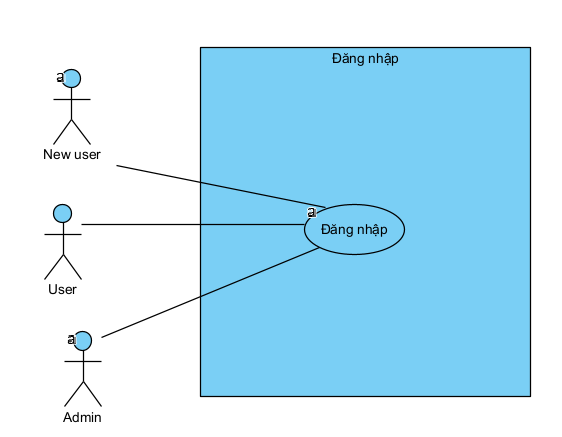 Đăng nhập
a
New user
a
Đăng nhập
User
a
Admin